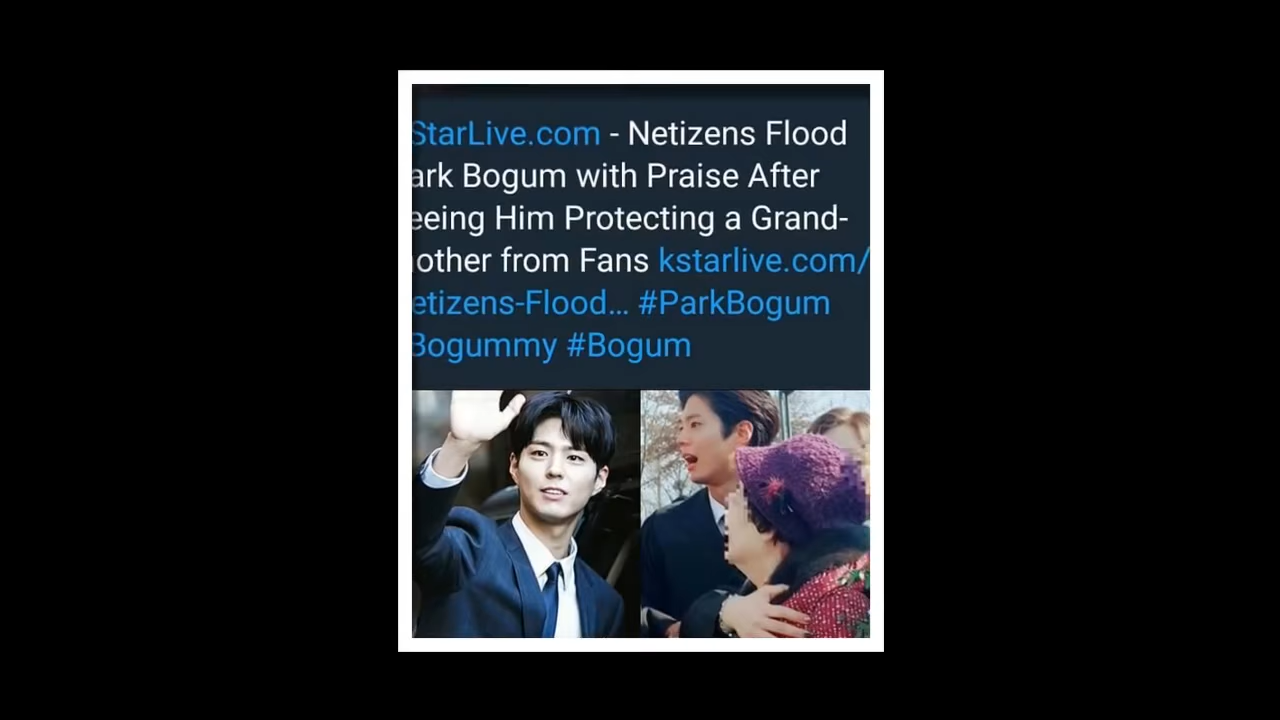 StarLive.com - Netizens Flood
ark Bogum with Praise After
eeing Him Protecting a Grand-
other from Fans kstarlive.com/
etizens-Flood... #ParkBogum
Bogummy #Bogum